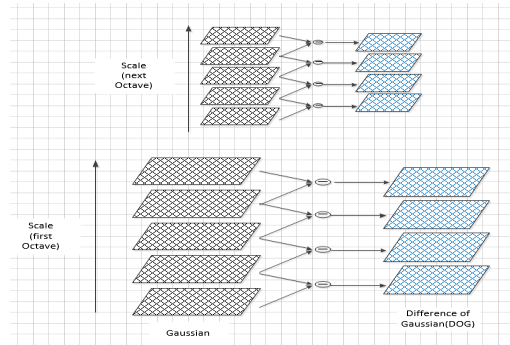 Scale
(next
Octave)
Scale
(first
Octave)
Gaussian
Difference of
Gaussian(DOG)